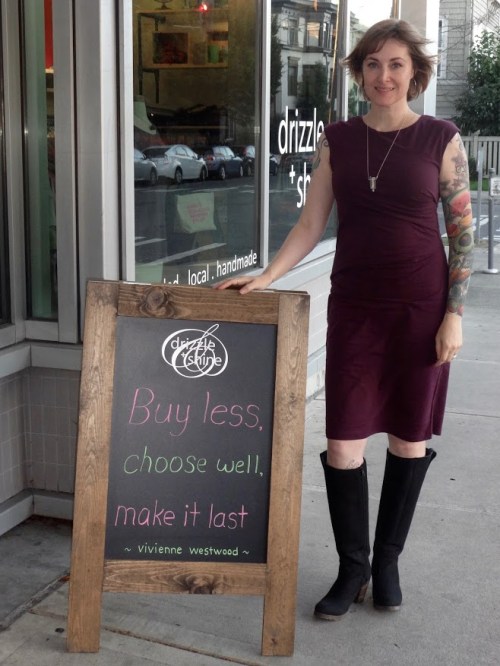 drizzle
+sh
local . handmade
drizzle
+shine
Buy less,
choose well,
make it last
~ vivienne westwood ~